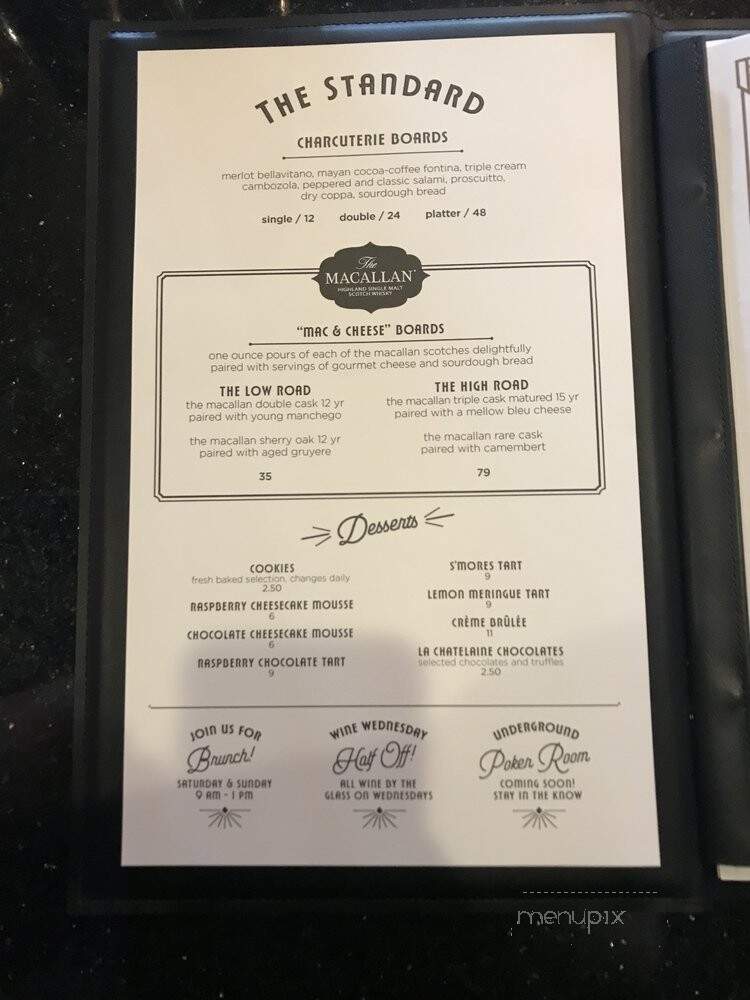 THE STANDARD
CHARCUTERIE BOARDS
merlot bellavitano, mayan cocoa-coffee fontina, triple cream
cambozola, peppered and classic salami, proscuitto,
dry coppa, sourdough bread
single / 12 double / 24 platter / 48
The
MACALLAN
HIGHLAND SINGLE MALT
SCOTCH WHISKY
"MAC & CHEESE" BOARDS
one ounce pours of each of the macallan scotches delightfully
paired with servings of gourmet cheese and sourdough bread
THE LOW ROAD
the macallan double cask 12 yr
paired with young manchego
the macallan sherry oak 12 yr
paired with aged gruyere
35
THE HIGH ROAD
the macallan triple cask matured 15 yr
paired with a mellow bleu cheese
the macallan rare cask
paired with camembert
79
Desserts
COOKIES
fresh baked selection, changes daily
2.50
RASPBERRY CHEESECAKE MOUSSE
6
CHOCOLATE CHEESECAKE MOUSSE
6
RASPBERRY CHOCOLATE TART
9
S'MORES TART
9
LEMON MERINGUE TART
9
CRÈME BRÛLÉE
11
LA CHATELAINE CHOCOLATES
selected chocolates and truffles
2.50
JOIN US FOR
Brunch!
SATURDAY & SUNDAY
9 AM - 1 PM
WINE WEDNESDAY
Half Off!
ALL WINE BY THE
GLASS ON WEDNESDAYS
UNDERGROUND
Poker Room
COMING SOON!
STAY IN THE KNOW
menupix